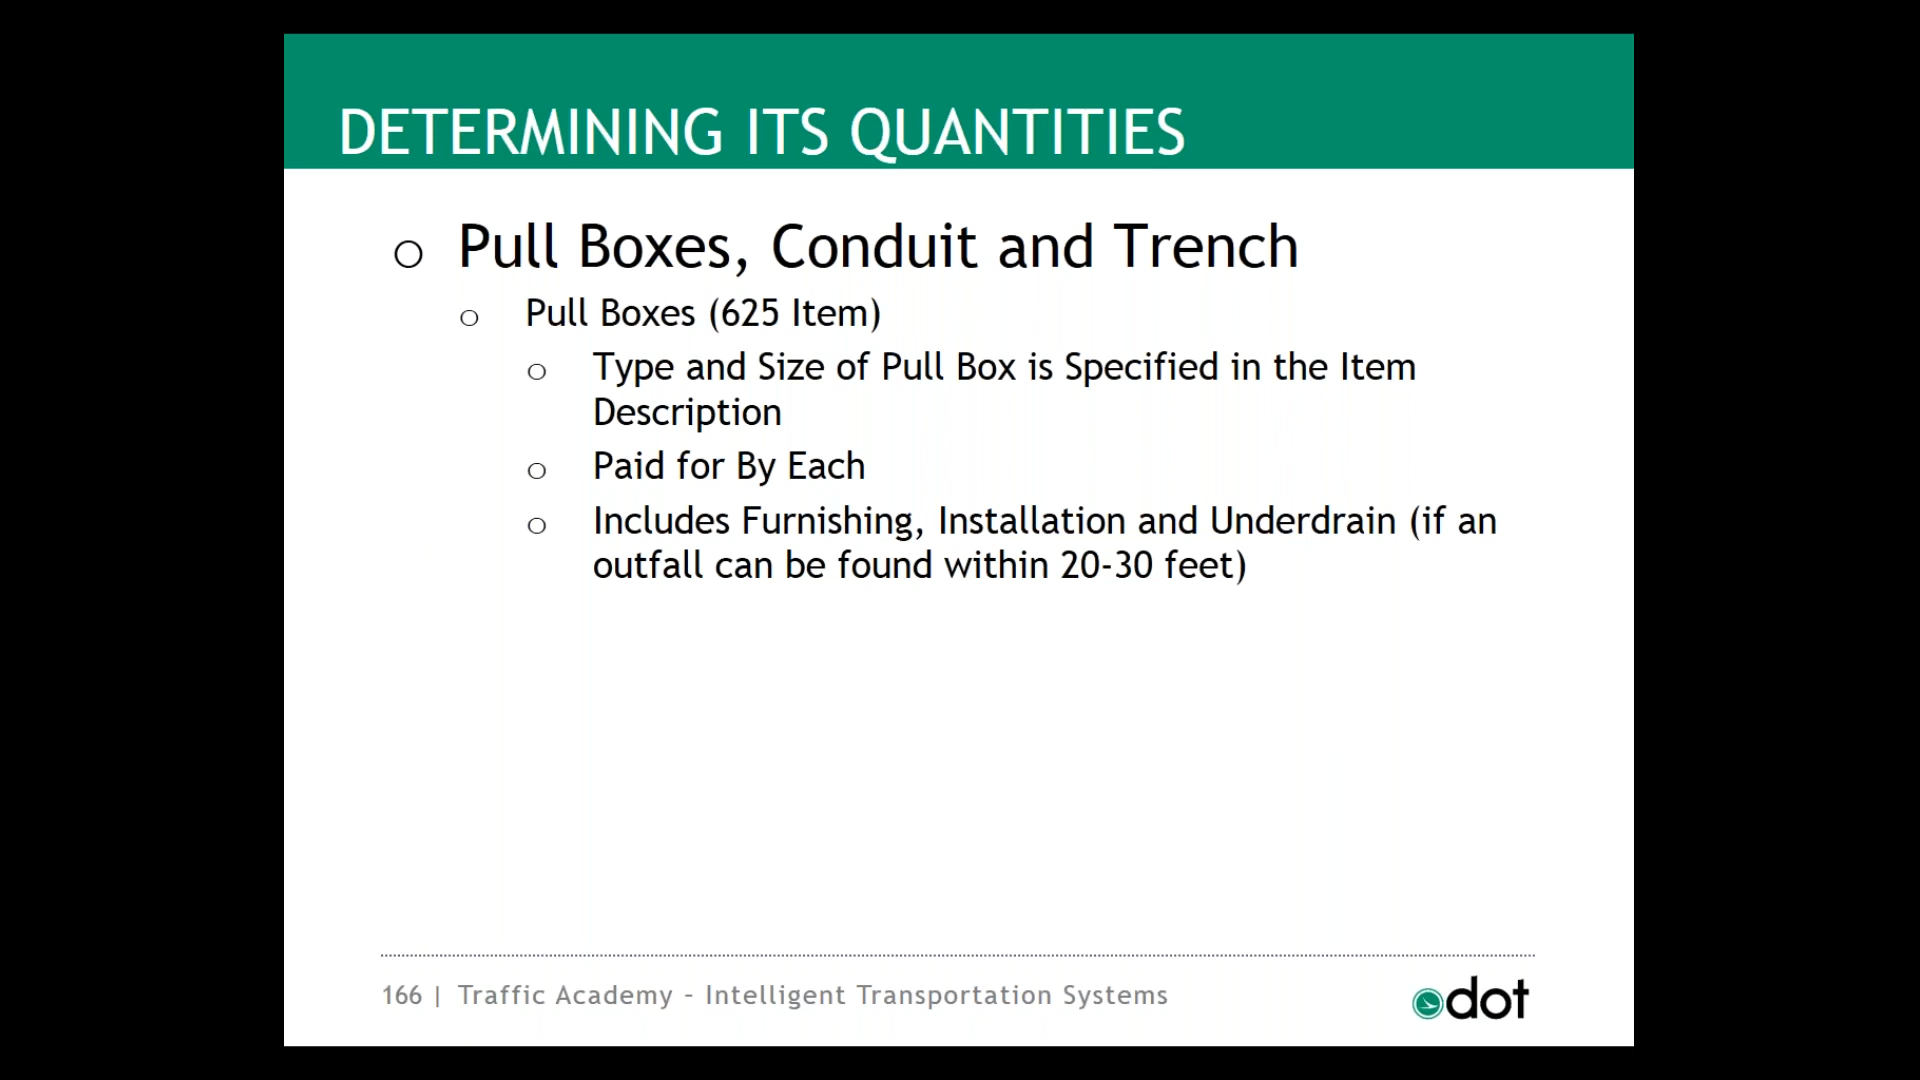 DETERMINING ITS QUANTITIES
Pull Boxes, Conduit and Trench
Pull Boxes (625 Item)
Type and Size of Pull Box is Specified in the Item
Description
Paid for By Each
Includes Furnishing, Installation and Underdrain (if an
outfall can be found within 20-30 feet)
166 | Traffic Academy - Intelligent Transportation Systems
dot